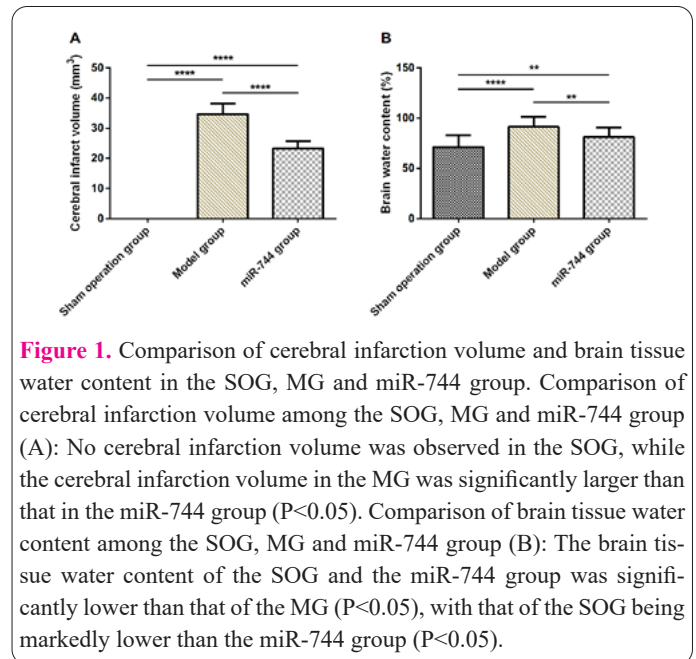 A
****
****
****
Cerebral infarct volume (mm³)
50
40
30
20
10
0
Sham operation group
Model group
miR-744 group
B
**
****
**
Brain water content (%)
150
100
50
0
Sham operation group
Model group
miR-744 group
Figure 1. Comparison of cerebral infarction volume and brain tissue
water content in the SOG, MG and miR-744 group. Comparison of
cerebral infarction volume among the SOG, MG and miR-744 group
(A): No cerebral infarction volume was observed in the SOG, while
the cerebral infarction volume in the MG was significantly larger than
that in the miR-744 group (P<0.05). Comparison of brain tissue water
content among the SOG, MG and miR-744 group (B): The brain tis-
sue water content of the SOG and the miR-744 group was signifi-
cantly lower than that of the MG (P<0.05), with that of the SOG being
markedly lower than the miR-744 group (P<0.05).